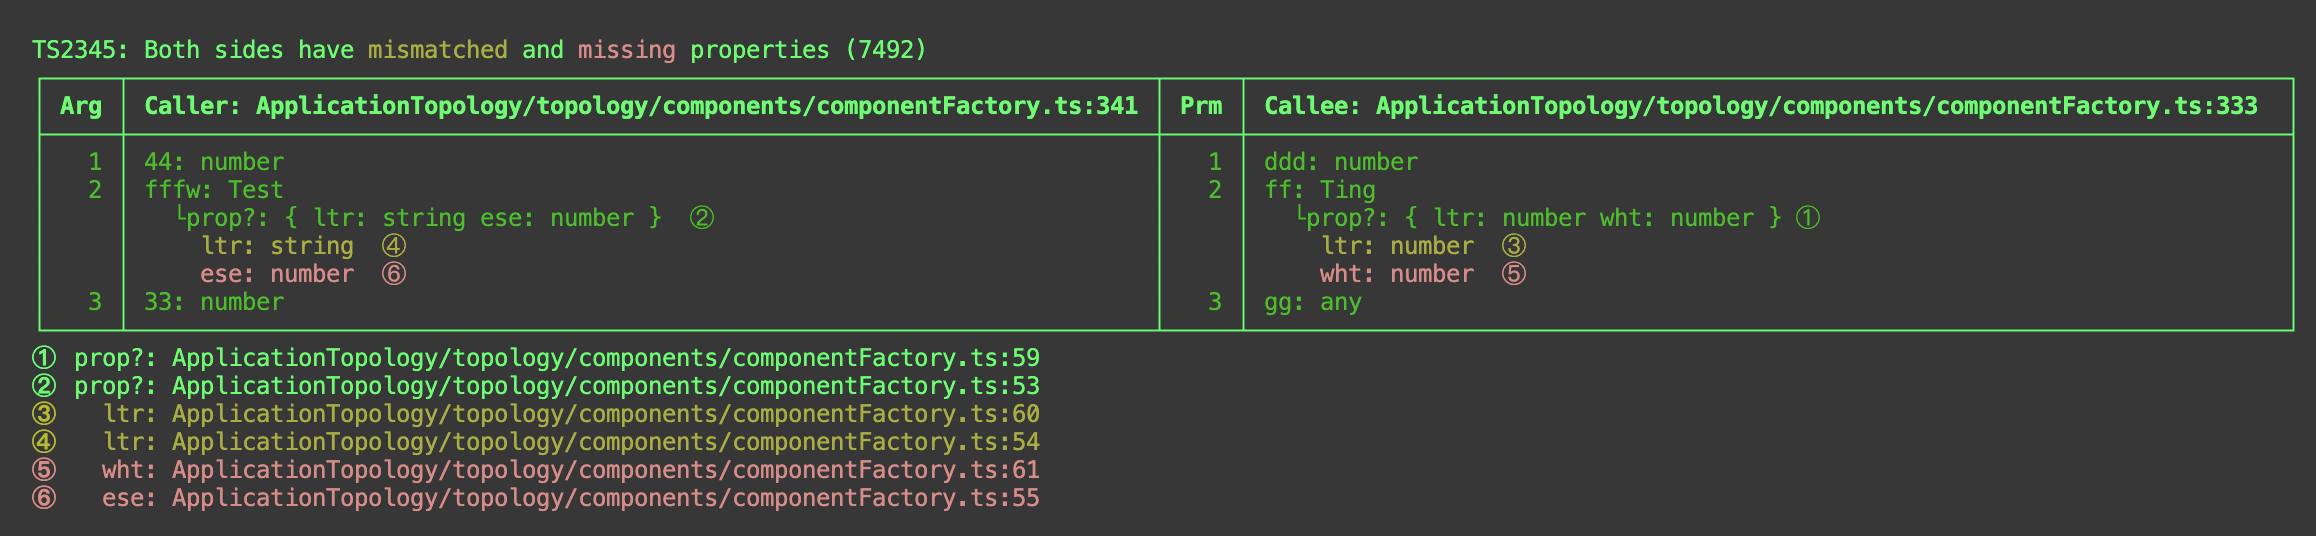 TS2345: Both sides have mismatched and missing properties (7492)
Arg Caller: ApplicationTopology/topology/components/componentFactory.ts:341 Prm Callee: ApplicationTopology/topology/components/componentFactory.ts:333
1 44: number 1 ddd: number
2 fffw: Test 2 ff: Ting
└prop?: { ltr: string ese: number } ② └prop?: { ltr: number wht: number } ①
ltr: string ④ ltr: number ③
ese: number ⑥ wht: number ⑤
3 33: number 3 gg: any
① prop?: ApplicationTopology/topology/components/componentFactory.ts:59
② prop?: ApplicationTopology/topology/components/componentFactory.ts:53
③ ltr: ApplicationTopology/topology/components/componentFactory.ts:60
④ ltr: ApplicationTopology/topology/components/componentFactory.ts:54
⑤ wht: ApplicationTopology/topology/components/componentFactory.ts:61
⑥ ese: ApplicationTopology/topology/components/componentFactory.ts:55